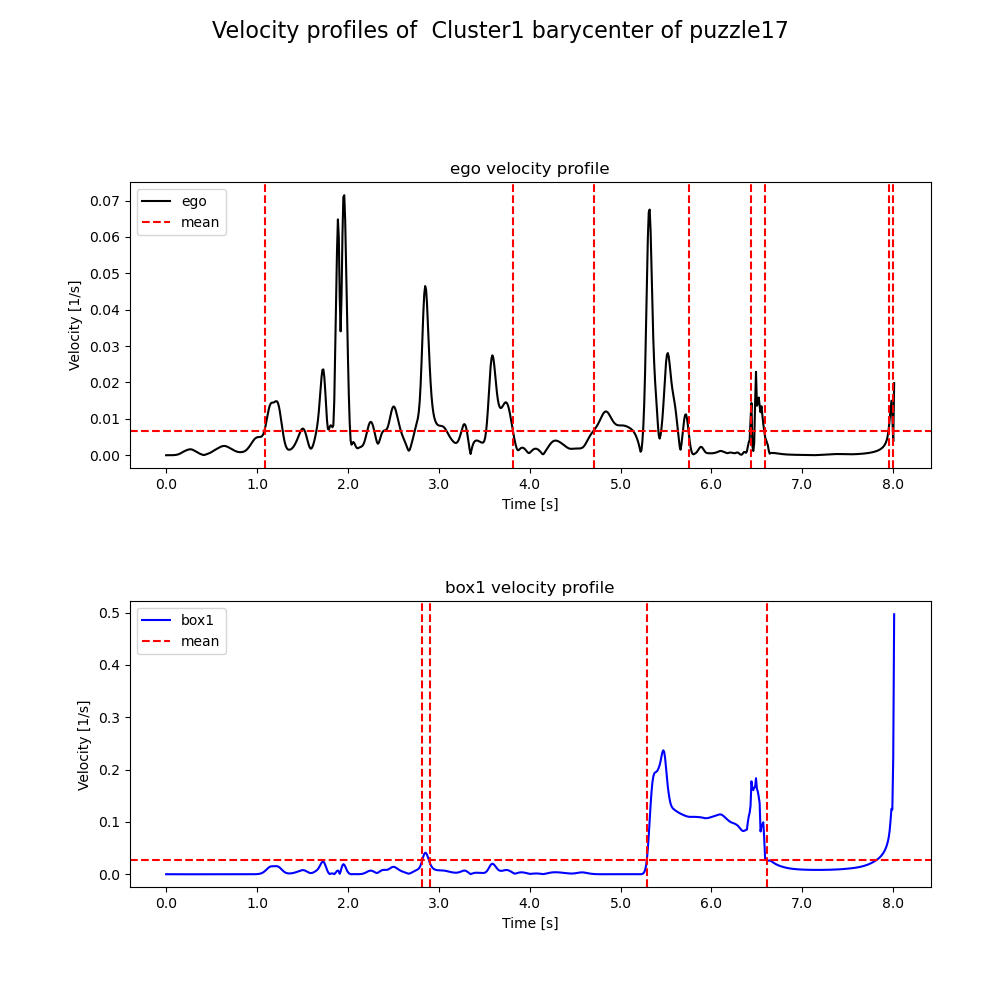 Velocity profiles of  Cluster1 barycenter of puzzle17
ego velocity profile
ego
mean
Velocity [1/s]
0.07
0.06
0.05
0.04
0.03
0.02
0.01
0.00
0.0 1.0 2.0 3.0 4.0 5.0 6.0 7.0 8.0
Time [s]
box1 velocity profile
box1
mean
Velocity [1/s]
0.5
0.4
0.3
0.2
0.1
0.0
0.0 1.0 2.0 3.0 4.0 5.0 6.0 7.0 8.0
Time [s]